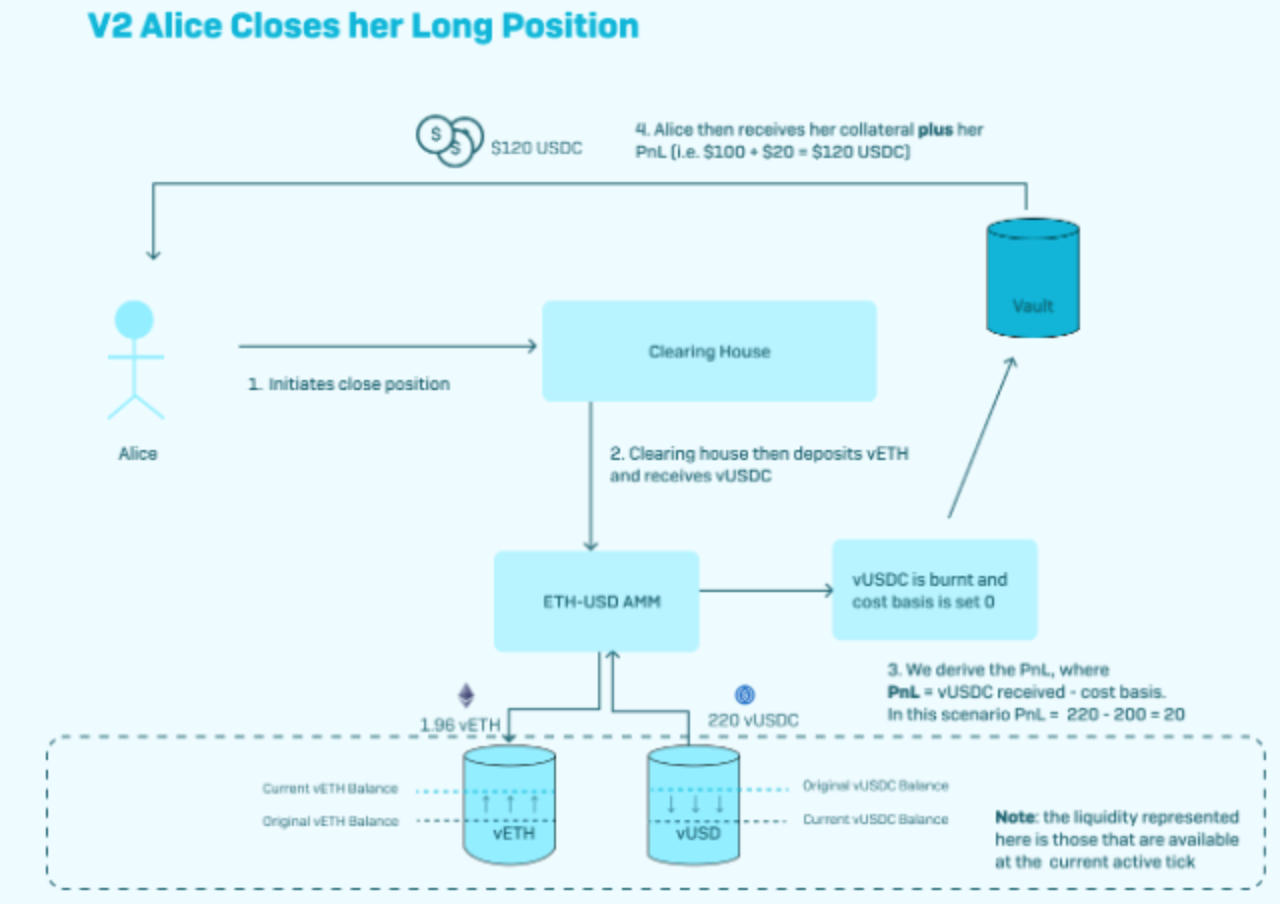 V2 Alice Closes her Long Position
$ $
$120 USDC
4. Alice then receives her collateral plus her
PnL (i.e. $100 + $20 = $120 USDC)
Vault
Clearing House
1. Initiates close position
Alice
2. Clearing house then deposits vETH
and receives vUSDC
ETH-USD AMM
vUSDC is burnt and
cost basis is set 0
3. We derive the PnL, where
PnL = vUSDC received - cost basis.
In this scenario PnL = 220 - 200 = 20
1.96 vETH
220 vUSDC
Current vETH Balance
Original vETH Balance
vETH
vUSD
Original vUSDC Balance
Current vUSDC Balance
Note: the liquidity represented
here is those that are available
at the current active tick